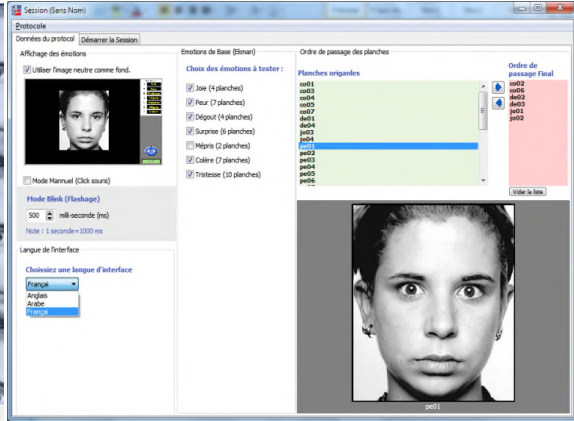 Session (Sans Nom)
Protocole
Données du protocol
Démarrer la Session
Affichage des émotions
Utiliser l'image neutre comme fond.
Mode Mannuel (Click souris)
Mode Blink (Flaskage)
500 milli-seconde (ms)
Note : 1 seconde=1000 ms
Langue de l'interface
Choissiez une langue d'interface
Françai
Anglais
Arabe
Françai
Emotions de Base (Ekman)
Choix des émotions à tester :
Joie (4 planches)
Peur (7 planches)
Dégout (4 planches)
Surprise (6 planches)
Mépris (2 planches)
Colère (7 planches)
Tristesse (10 planches)
Ordre de passage des planches
Planches origanles
co01
co03
co04
co05
co07
de01
de04
jo03
jo04
pe01
pe02
pe03
pe04
pe05
pe06
Ordre de
passage Final
co02
co06
de02
de03
jo01
jo02
Vider la liste
pe01